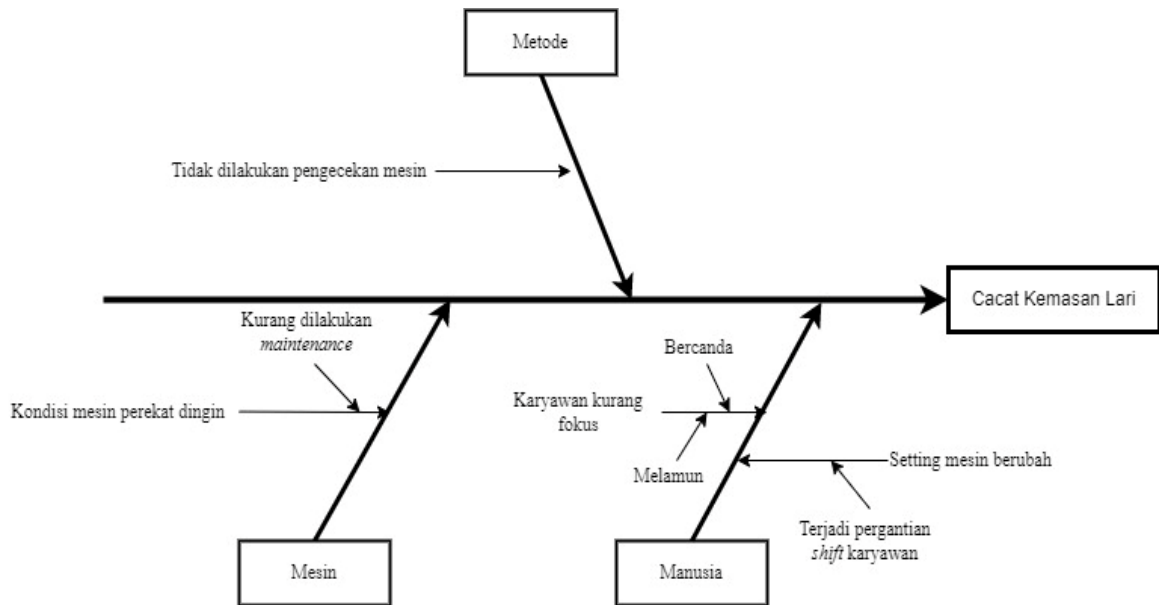 Metode
Tidak dilakukan pengecekan mesin
Cacat Kemasan Lari
Kurang dilakukan
maintenance
Kondisi mesin perekat dingin
Bercanda
Karyawan kurang
fokus
Melamun
Setting mesin berubah
Terjadi pergantian
shift karyawan
Mesin
Manusia